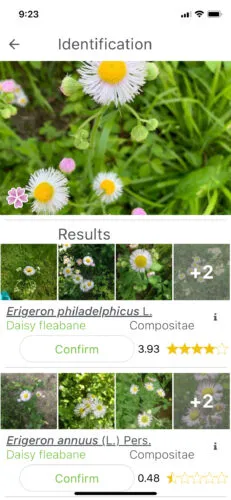 9:23
Identification
Results
+2
Erigeron philadelphicus L.
Daisy fleabane Compositae
Confirm 3.93
+2
Erigeron annuus (L.) Pers.
Daisy fleabane Compositae
Confirm 0.48